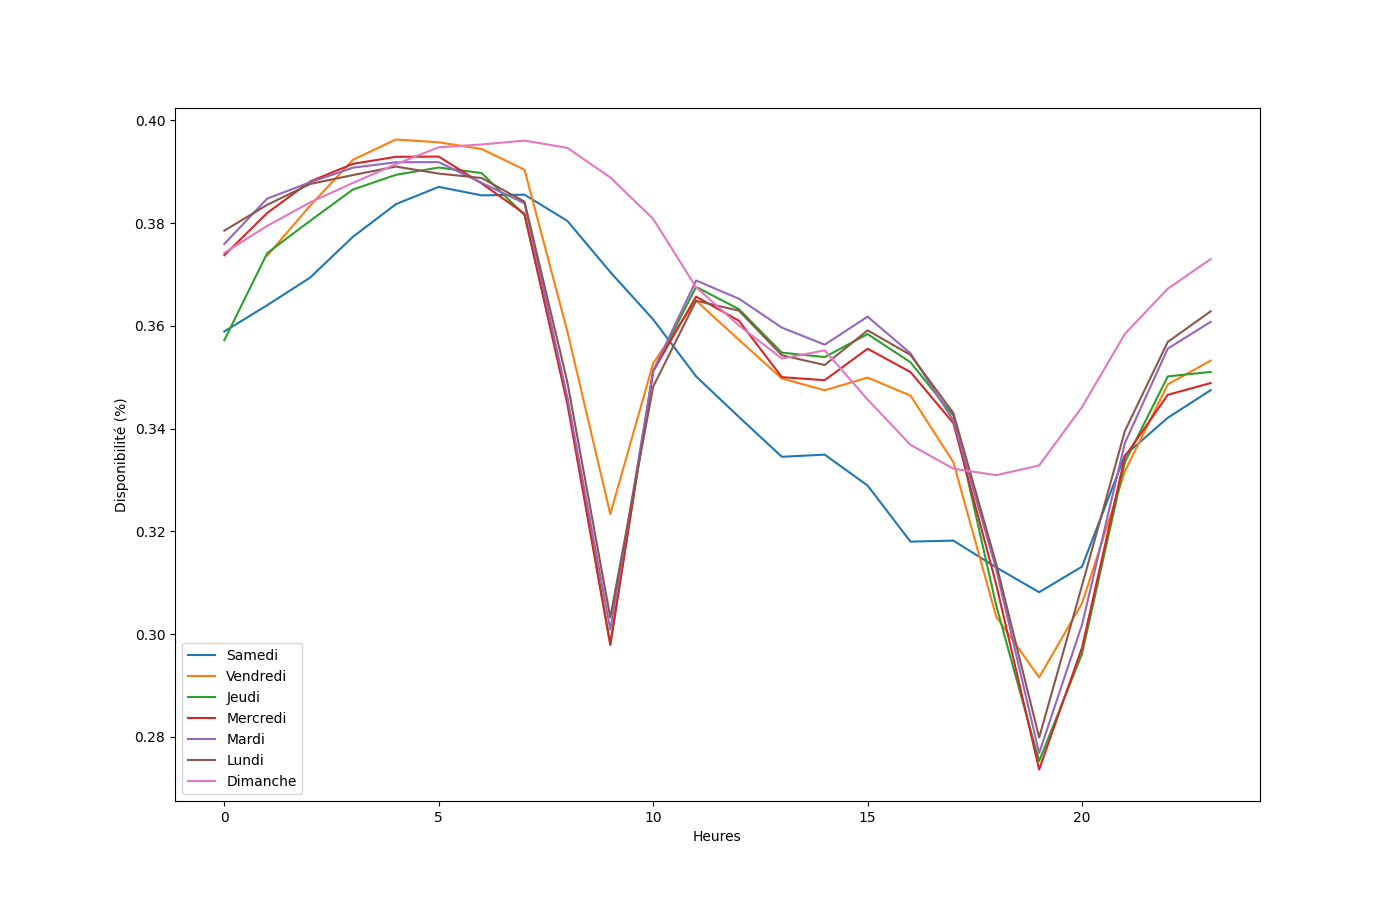 0.40
0.38
0.36
0.34
0.32
0.30
0.28
Disponibilité (%)
Samedi
Vendredi
Jeudi
Mercredi
Mardi
Lundi
Dimanche
0 5 10 15 20
Heures